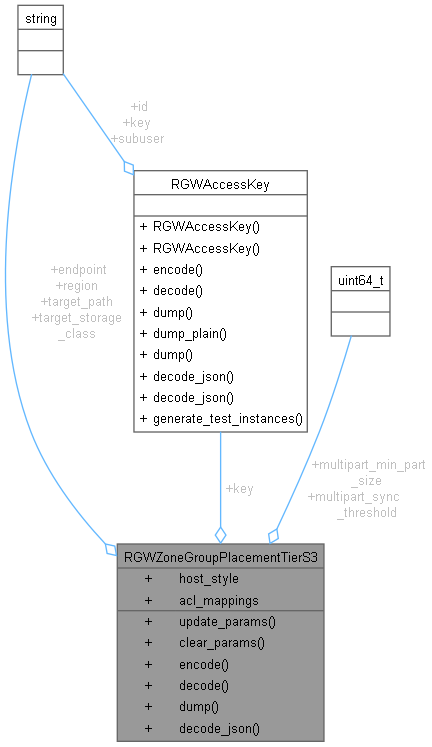 string
+id
+key
+subuser
RGWAccessKey
+ RGWAccessKey()
+ RGWAccessKey()
+ encode()
+ decode()
+ dump()
+ dump_plain()
+ dump()
+ decode_json()
+ decode_json()
+ generate_test_instances()
+endpoint
+region
+target_path
+target_storage
_class
uint64_t
+key
+multipart_min_part
_size
+multipart_sync
_threshold
RGWZoneGroupPlacementTierS3
+ host_style
+ acl_mappings
+ update_params()
+ clear_params()
+ encode()
+ decode()
+ dump()
+ decode_json()